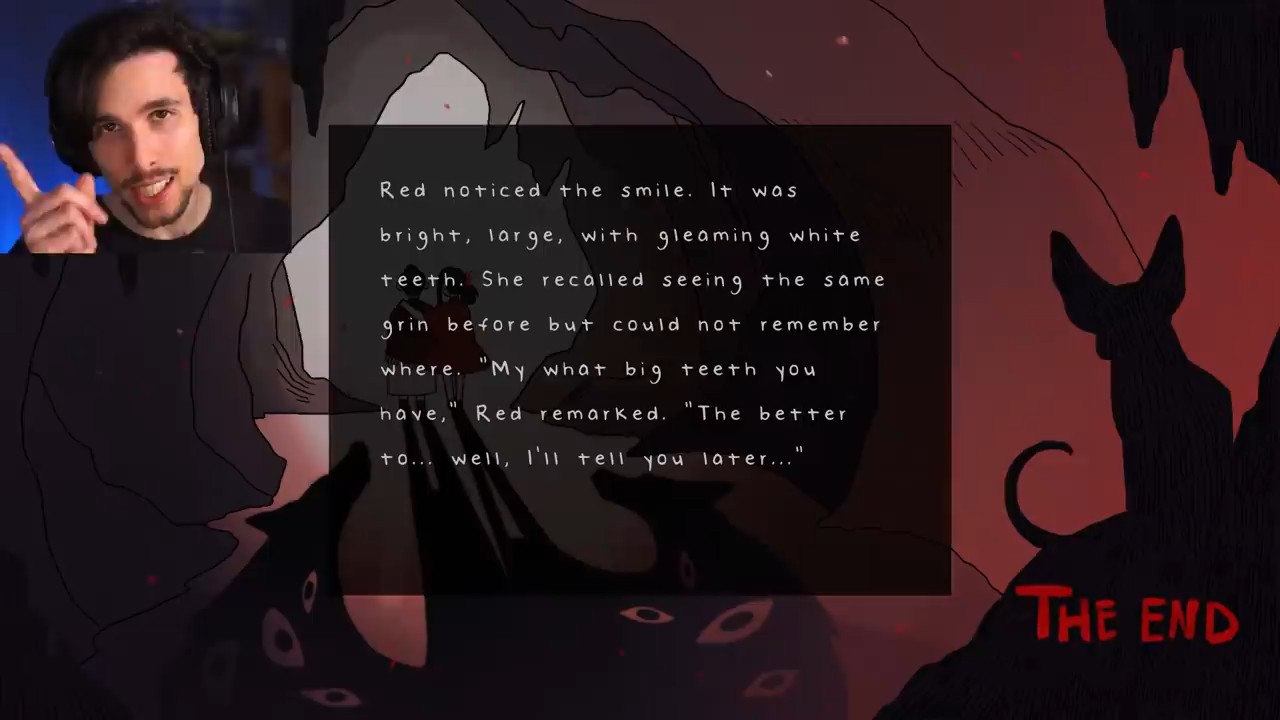 Red noticed the smile. It was
bright, large, with gleaming white
teeth. She recalled seeing the same
grin before but could not remember
where. "My what big teeth you
have," Red remarked. "The better
to... well, I'll tell you later..."
THE END